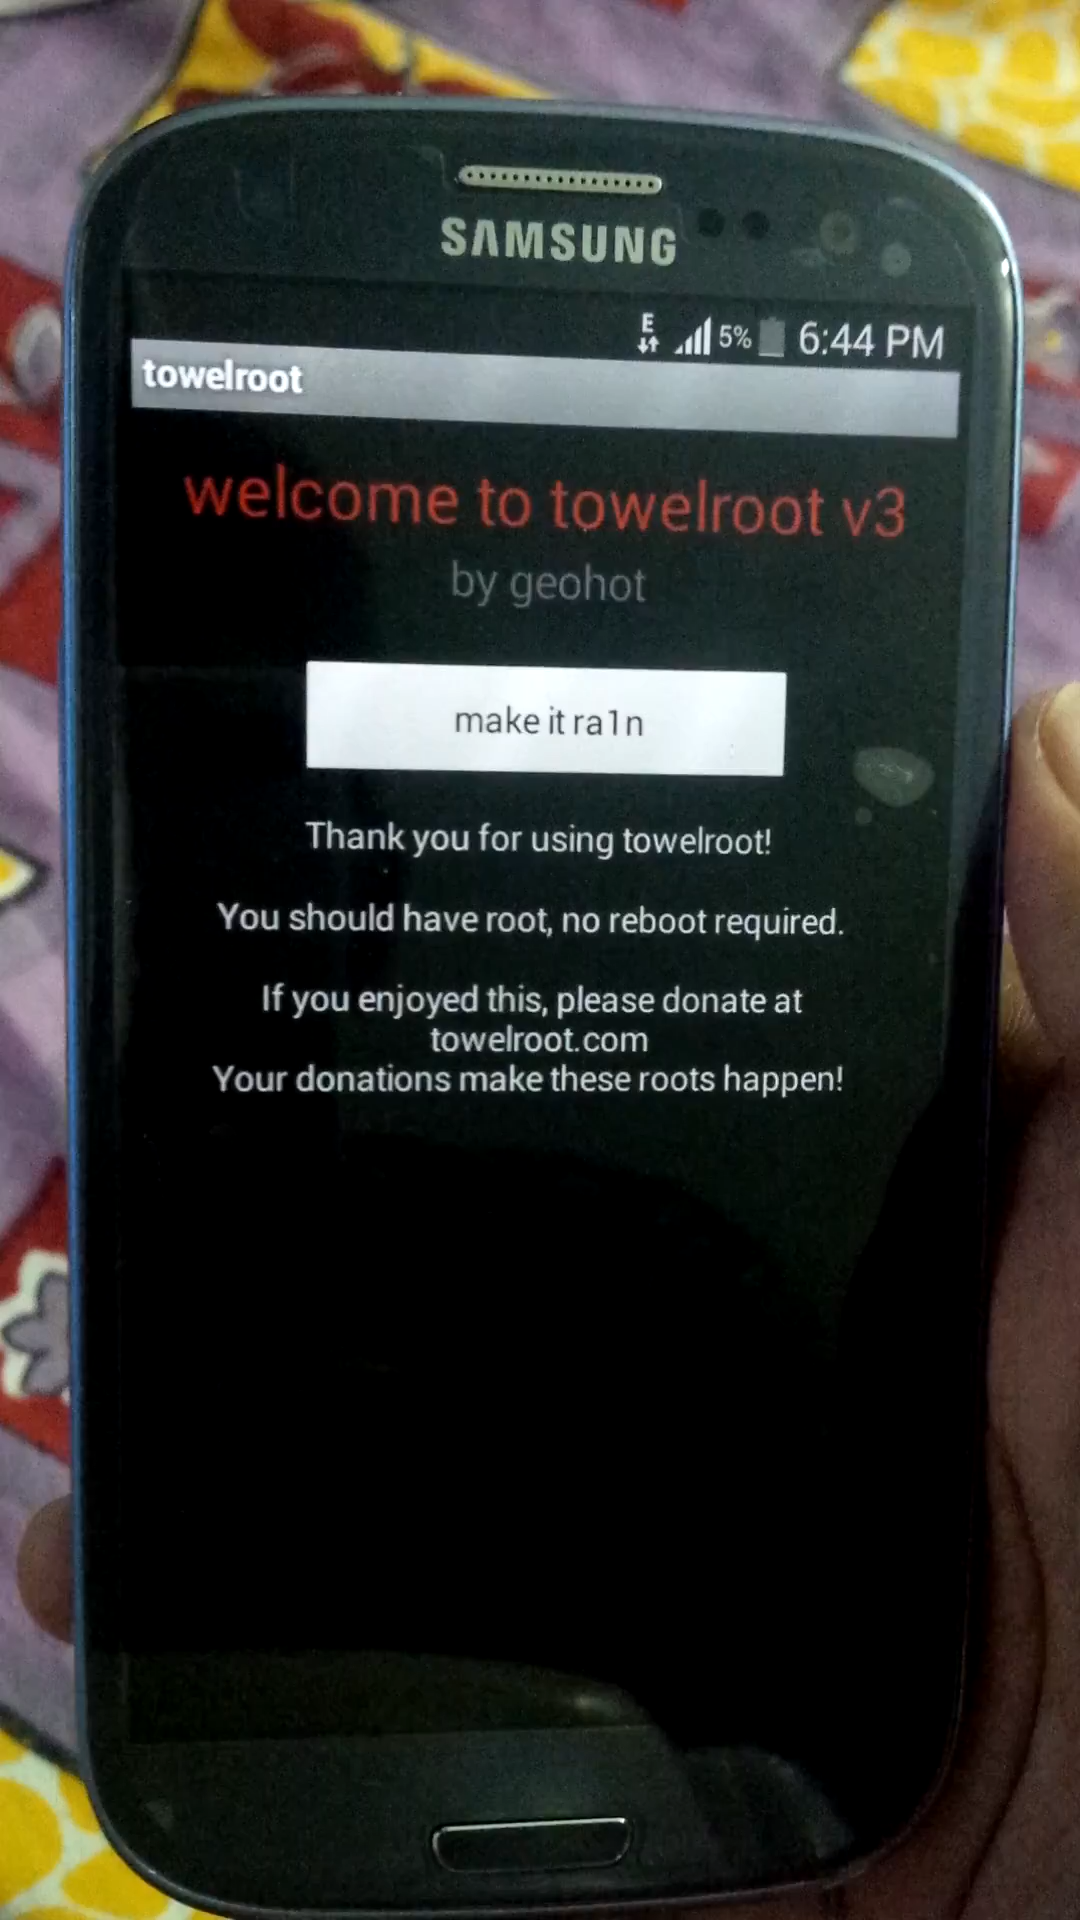 SAMSUNG
E 5% 6:44 PM
towelroot
welcome to towelroot v3
by geohot
make it ra1n
Thank you for using towelroot!
You should have root, no reboot required.
If you enjoyed this, please donate at
towelroot.com
Your donations make these roots happen!